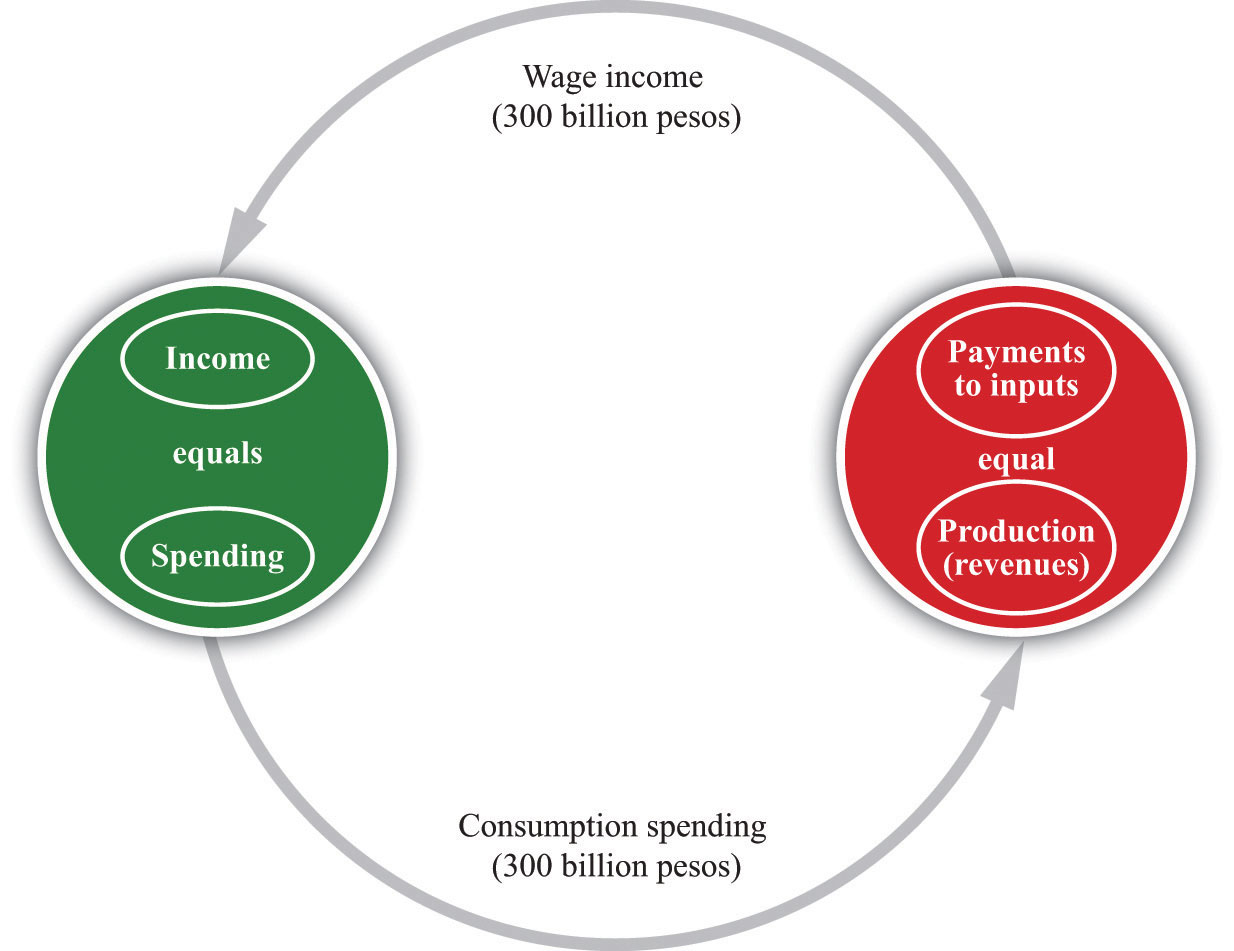 Wage income
(300 billion pesos)
Income
equals
Spending
Payments
to inputs
equal
Production
(revenues)
Consumption spending
(300 billion pesos)